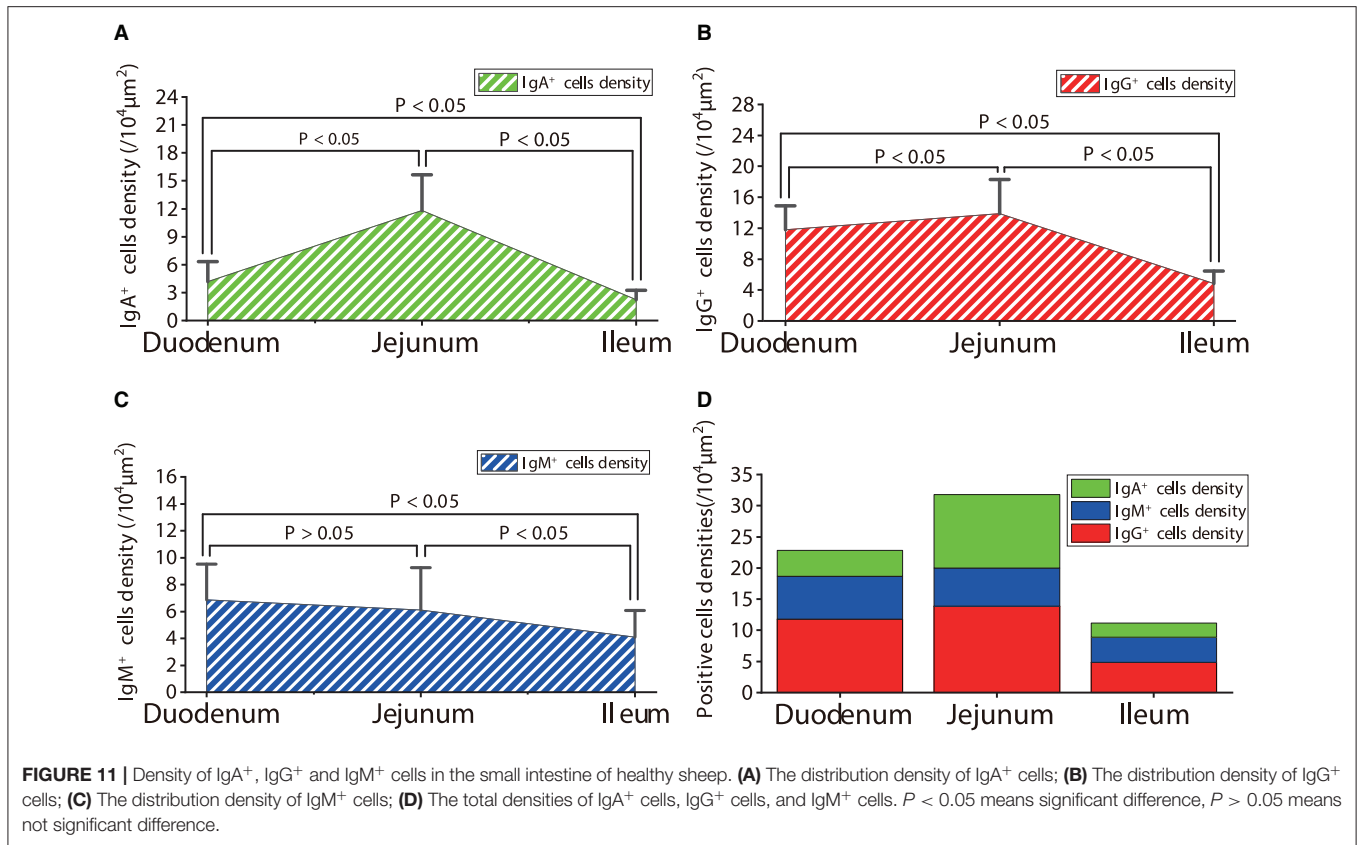 A
IgA⁺ cells density
IgA⁺ cells density (/10⁴μm²)
24
21
18
15
12
9
6
3
0
P < 0.05
P < 0.05
P < 0.05
Duodenum
Jejunum
Ileum
B
IgG⁺ cells density
IgG⁺ cells density (/10⁴μm²)
28
24
20
16
12
8
4
0
P < 0.05
P < 0.05
P < 0.05
Duodenum
Jejunum
Ileum
C
IgM⁺ cells density
IgM⁺ cells density (/10⁴μm²)
16
14
12
10
8
6
4
2
0
P < 0.05
P > 0.05
P < 0.05
Duodenum
Jejunum
Ileum
D
Positive cells densities(/10⁴μm²)
35
30
25
20
15
10
5
0
IgA⁺ cells density
IgM⁺ cells density
IgG⁺ cells density
Duodenum
Jejunum
Ileum
FIGURE 11 | Density of IgA⁺, IgG⁺ and IgM⁺ cells in the small intestine of healthy sheep. (A) The distribution density of IgA⁺ cells; (B) The distribution density of IgG⁺
cells; (C) The distribution density of IgM⁺ cells; (D) The total densities of IgA⁺ cells, IgG⁺ cells, and IgM⁺ cells. P < 0.05 means significant difference, P > 0.05 means
not significant difference.